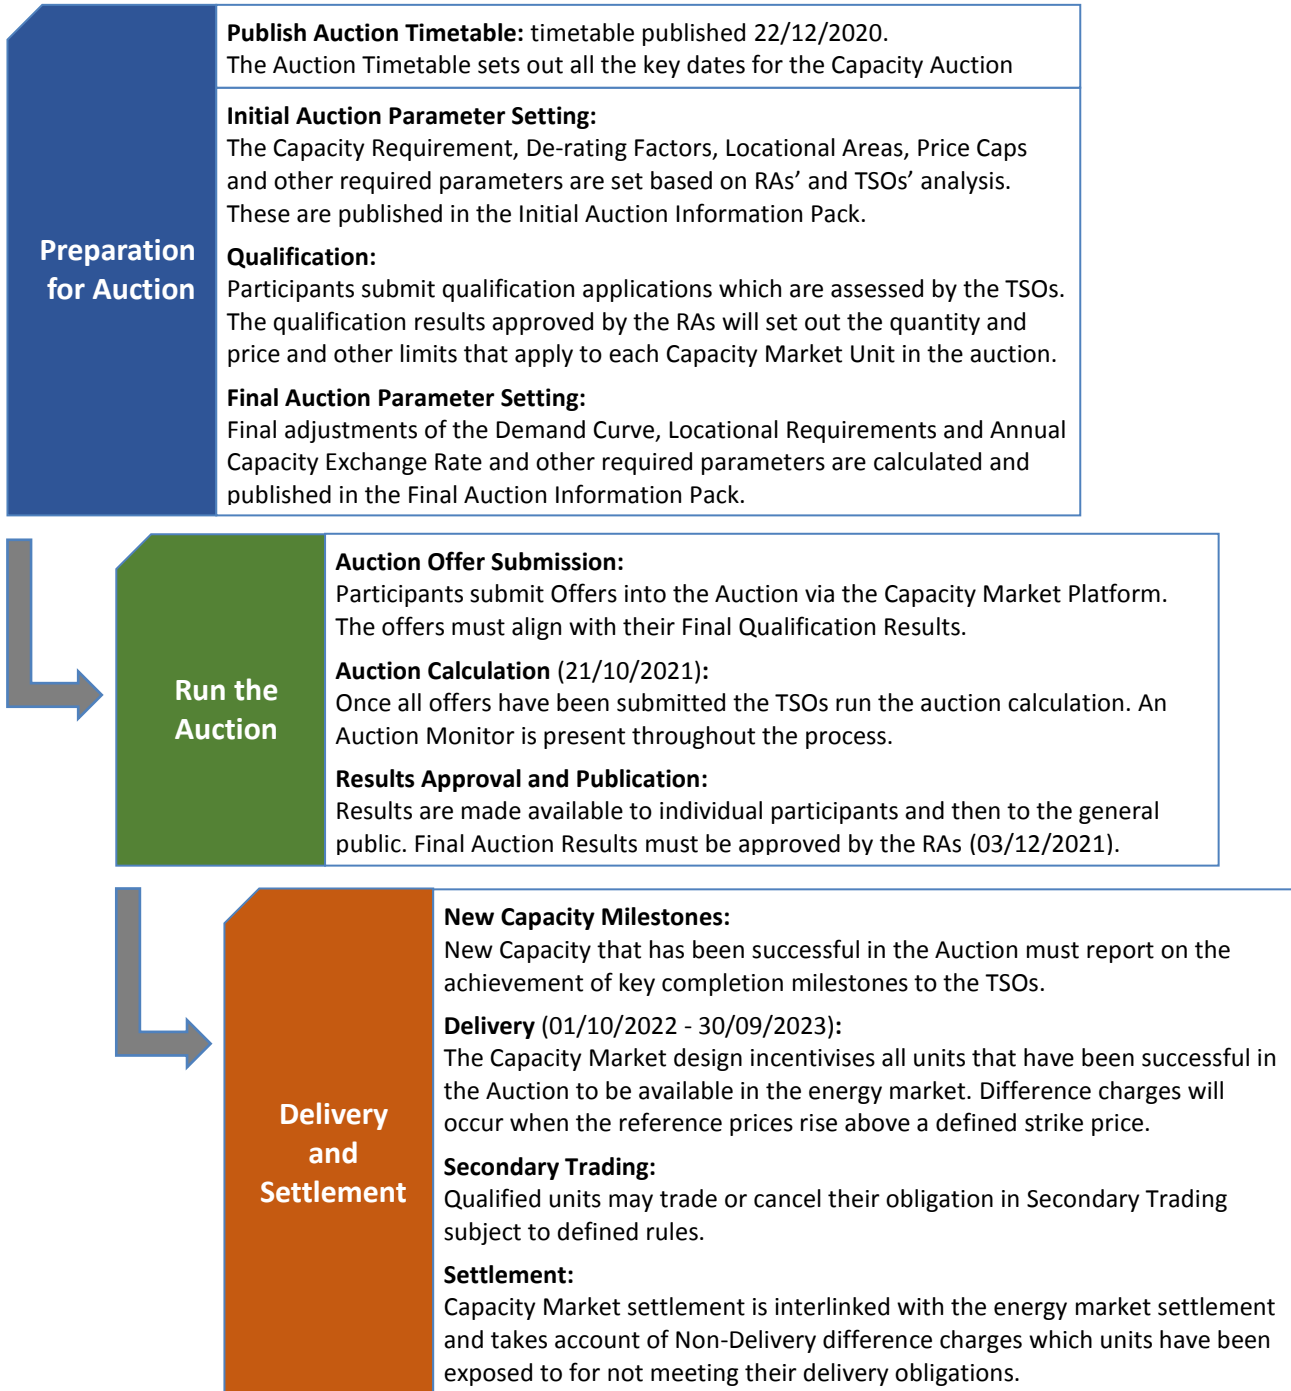 Preparation
for Auction
Publish Auction Timetable: timetable published 22/12/2020.
The Auction Timetable sets out all the key dates for the Capacity Auction
Initial Auction Parameter Setting:
The Capacity Requirement, De-rating Factors, Locational Areas, Price Caps
and other required parameters are set based on RAs’ and TSOs’ analysis.
These are published in the Initial Auction Information Pack.
Qualification:
Participants submit qualification applications which are assessed by the TSOs.
The qualification results approved by the RAs will set out the quantity and
price and other limits that apply to each Capacity Market Unit in the auction.
Final Auction Parameter Setting:
Final adjustments of the Demand Curve, Locational Requirements and Annual
Capacity Exchange Rate and other required parameters are calculated and
published in the Final Auction Information Pack.
Run the
Auction
Auction Offer Submission:
Participants submit Offers into the Auction via the Capacity Market Platform.
The offers must align with their Final Qualification Results.
Auction Calculation (21/10/2021):
Once all offers have been submitted the TSOs run the auction calculation. An
Auction Monitor is present throughout the process.
Results Approval and Publication:
Results are made available to individual participants and then to the general
public. Final Auction Results must be approved by the RAs (03/12/2021).
Delivery
and
Settlement
New Capacity Milestones:
New Capacity that has been successful in the Auction must report on the
achievement of key completion milestones to the TSOs.
Delivery (01/10/2022 - 30/09/2023):
The Capacity Market design incentivises all units that have been successful in
the Auction to be available in the energy market. Difference charges will
occur when the reference prices rise above a defined strike price.
Secondary Trading:
Qualified units may trade or cancel their obligation in Secondary Trading
subject to defined rules.
Settlement:
Capacity Market settlement is interlinked with the energy market settlement
and takes account of Non-Delivery difference charges which units have been
exposed to for not meeting their delivery obligations.